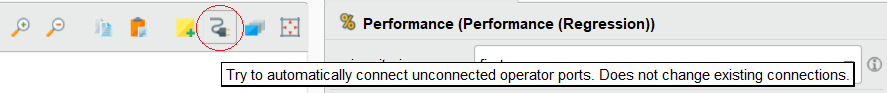 Performance (Performance (Regression))
Try to automatically connect unconnected operator ports. Does not change existing connections.